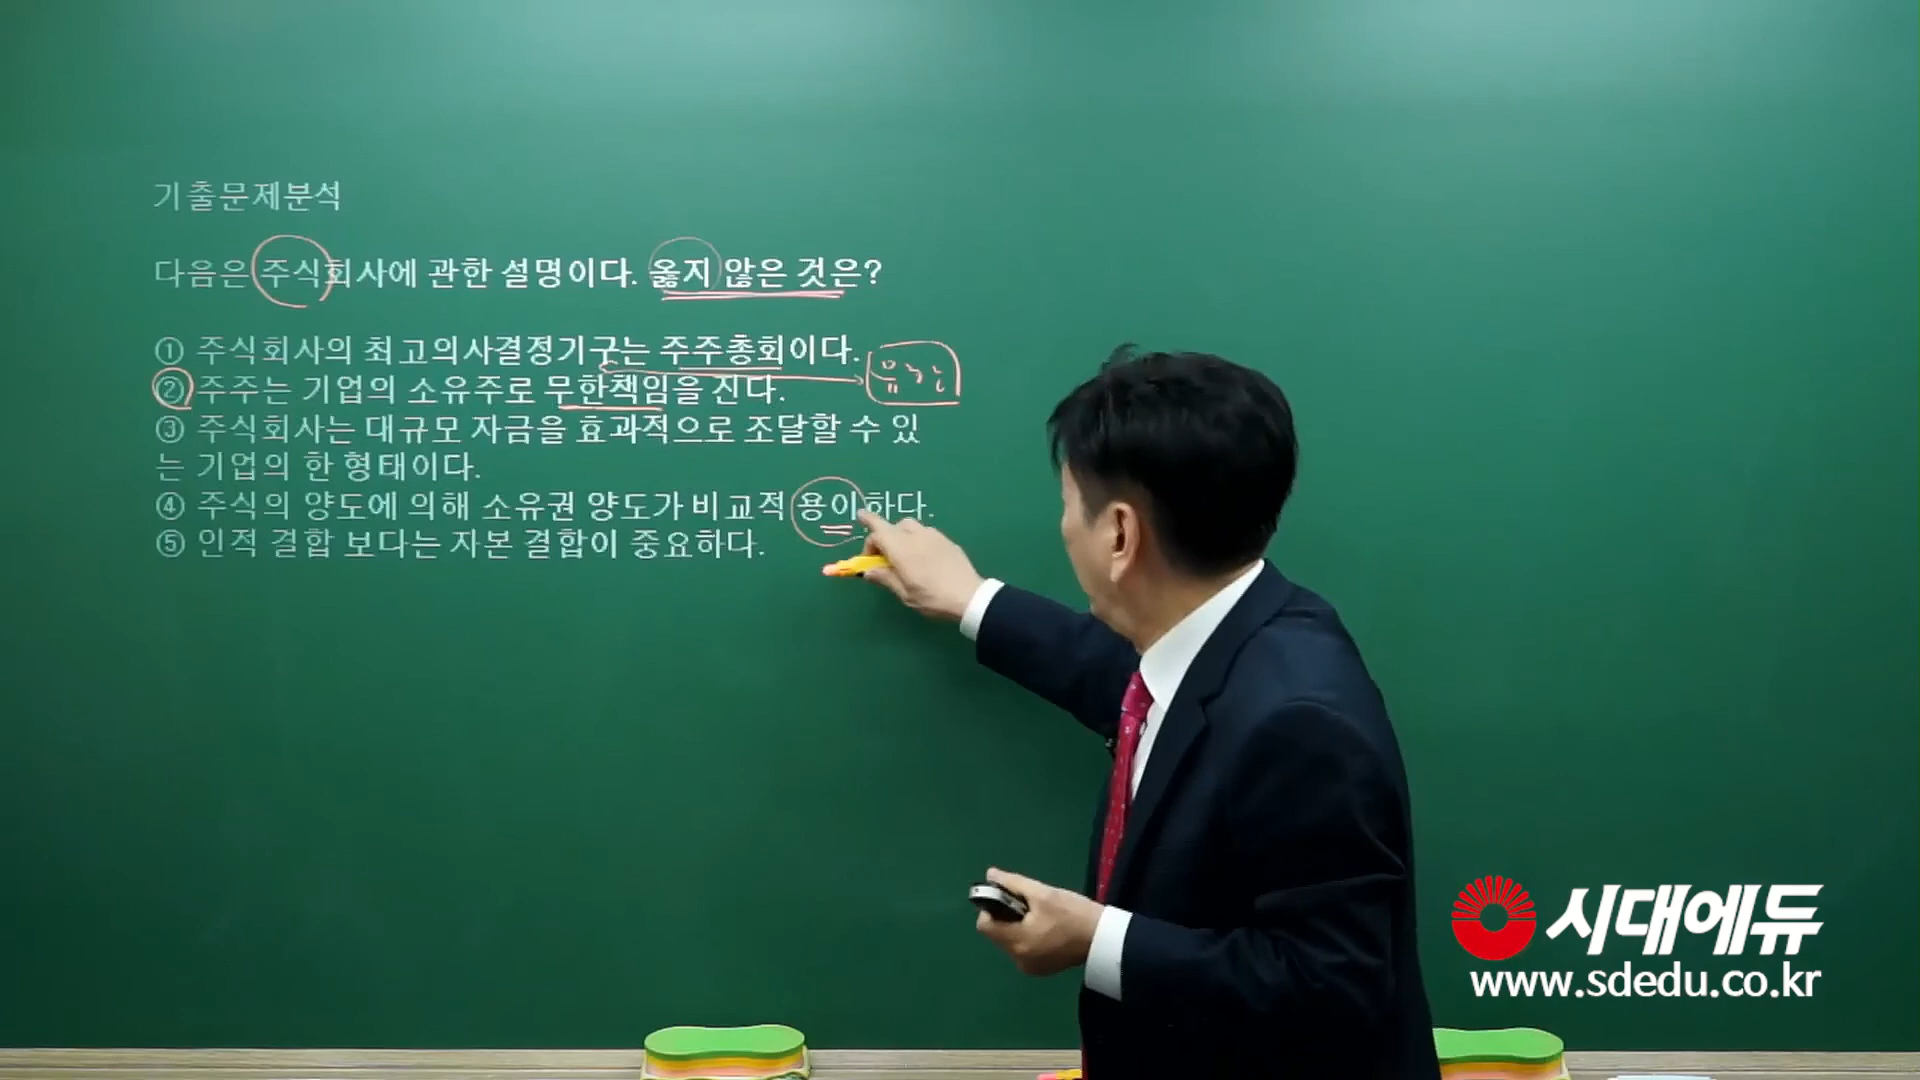 기출문제분석
다음은 주식회사에 관한 설명이다. 옳지 않은 것은?
① 주식회사의 최고의사결정기구는 주주총회이다.
② 주주는 기업의 소유주로 무한책임을 진다.
유한
③ 주식회사는 대규모 자금을 효과적으로 조달할 수 있
는 기업의 한 형태이다.
④ 주식의 양도에 의해 소유권 양도가 비교적 용이하다.
⑤ 인적 결합 보다는 자본 결합이 중요하다.
시대에듀
www.sdedu.co.kr